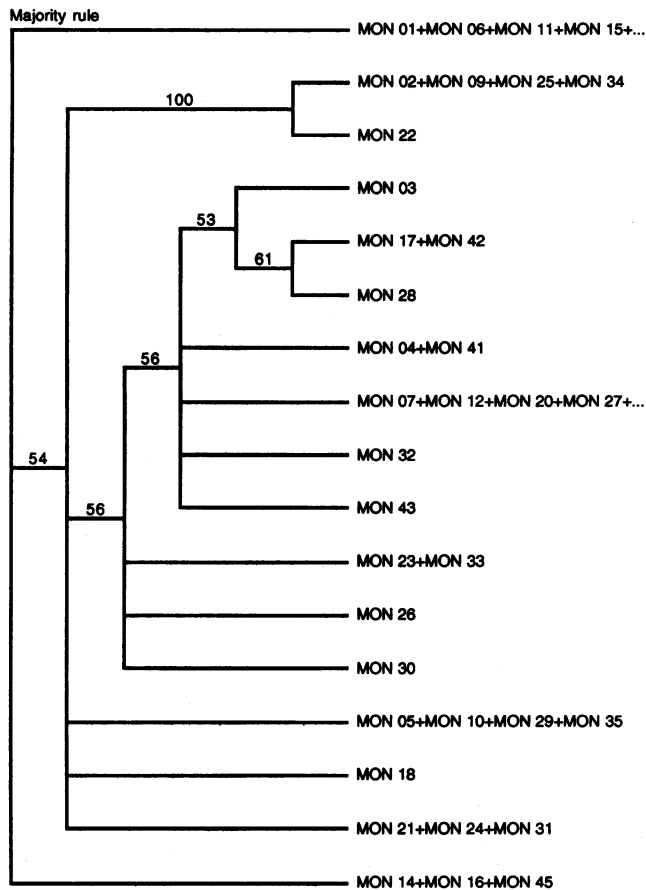 Majority rule
MON 01+MON 06+MON 11+MON 15+...
MON 02+MON 09+MON 25+MON 34
100
MON 22
MON 03
53
MON 17+MON 42
61
MON 28
MON 04+MON 41
56
MON 07+MON 12+MON 20+MON 27+...
MON 32
54
MON 43
56
MON 23+MON 33
MON 26
MON 30
MON 05+MON 10+MON 29+MON 35
MON 18
MON 21+MON 24+MON 31
MON 14+MON 16+MON 45